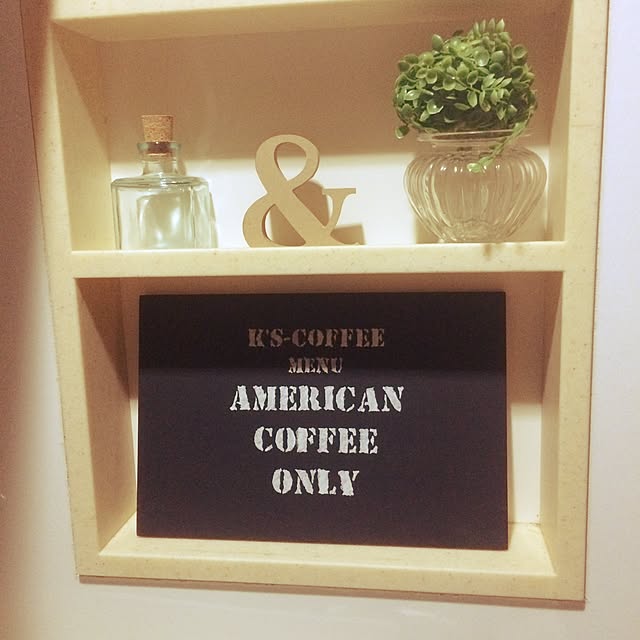 &
K'S-COFFEE
MENU
AMERICAN
COFFEE
ONLY